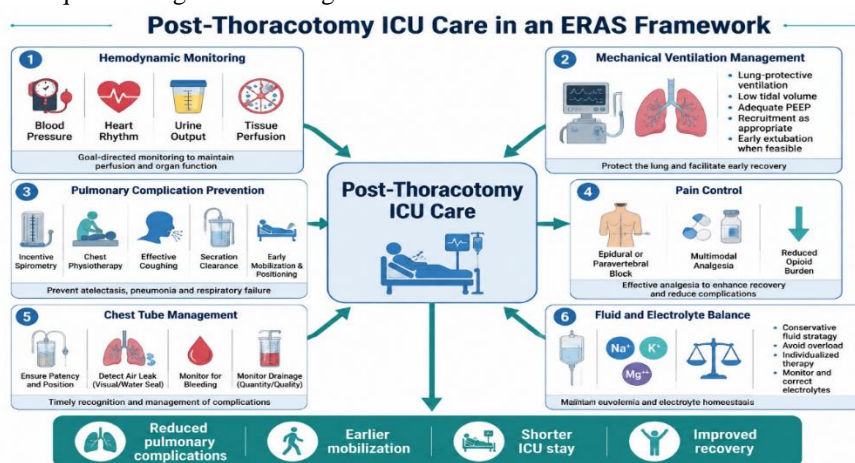 Post-Thoracotomy ICU Care in an ERAS Framework
1
Hemodynamic Monitoring
Blood
Pressure
Heart
Rhythm
Urine
Output
Tissue
Perfusion
Goal-directed monitoring to maintain
perfusion and organ function
2
Mechanical Ventilation Management
• Lung-protective
ventilation
• Low tidal volume
• Adequate PEEP
• Recruitment as
appropriate
• Early extubation
when feasible
Protect the lung and facilitate early recovery
3
Pulmonary Complication Prevention
Incentive
Spirometry
Chest
Physiotherapy
Effective
Coughing
Secration
Clearance
Early
Mobilization &
Positioning
Prevent atelectasis, pneumonia and respiratory failure
Post-Thoracotomy
ICU Care
4
Pain Control
Epidural or
Paravertebral
Block
Multimodal
Analgesia
Reduced
Opioid
Burden
Effective analgesia to enhance recovery
and reduce complications
5
Chest Tube Management
Ensure Patency
and Position
Detect Air Leak
(Visual/Water Seal)
Monitor for
Bleeding
Monitor Drainage
(Quantity/Quality)
Timely recognition and management of complications
6
Fluid and Electrolyte Balance
Na⁺
K⁺
Mg⁺⁺
• Conservative
fluid stratagy
• Avoid overload
• Individualized
therapy
• Monitor and
correct
electrolytes
Maintain euvolemia and electroyte homeestasis
Reduced
pulmonary
complications
Earlier
mobilization
Shorter
ICU stay
Improved
recovery